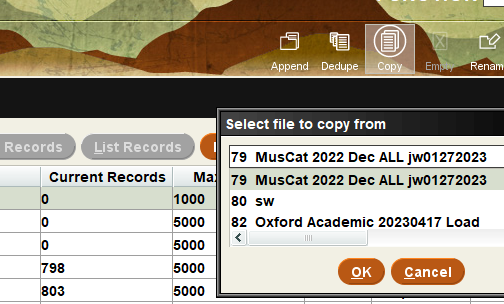 Append Dedupe Copy Empty Renam
Records
List Records
Select file to copy from
79 MusCat 2022 Dec ALL jw01272023
Current Records Max
79 MusCat 2022 Dec ALL jw01272023
0 1000
80 sw
0 5000
82 Oxford Academic 20230417 Load
0 5000
798 5000
OK Cancel
803 5000